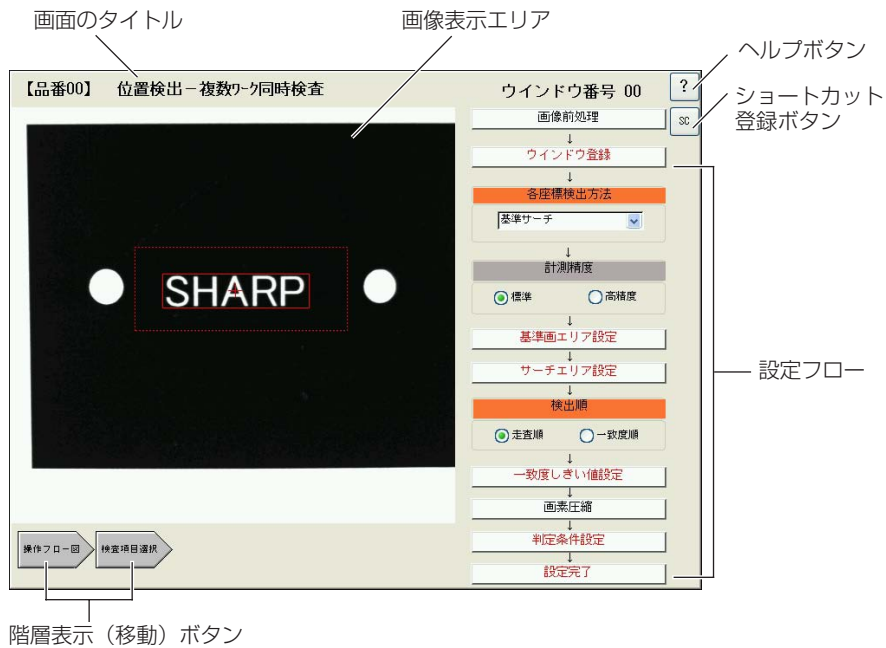 画面のタイトル
画像表示エリア
ヘルプボタン
【品番00】 位置検出－複数ワーク同時検査
ウインドウ番号 00
?
ショートカット
登録ボタン
SC
画像前処理
↓
ウインドウ登録
↓
各座標検出方法
基準サーチ
↓
計測精度
標準 高精度
↓
基準画エリア設定
↓
サーチエリア設定
↓
検出順
走査順 一致度順
↓
一致度しきい値設定
↓
画素圧縮
↓
判定条件設定
↓
設定完了
SHARP
設定フロー
操作フロー図 検査項目選択
階層表示（移動）ボタン